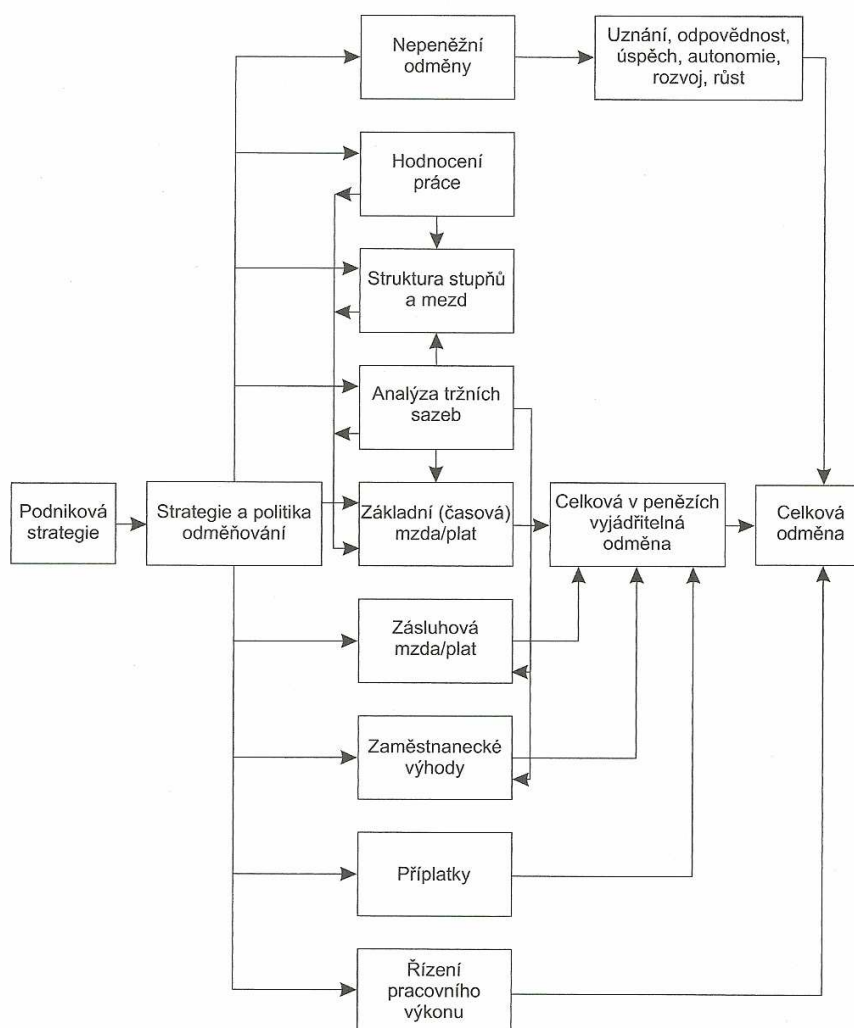 Nepeněžní
odměny
Uznání, odpovědnost,
úspěch, autonomie,
rozvoj, růst
Hodnocení
práce
Struktura stupňů
a mezd
Analýza tržních
sazeb
Podniková
strategie
Strategie a politika
odměňování
Základní (časová)
mzda/plat
Celková v penězích
vyjádřitelná
odměna
Celková
odměna
Zásluhová
mzda/plat
Zaměstnanecké
výhody
Příplatky
Řízení
pracovního
výkonu